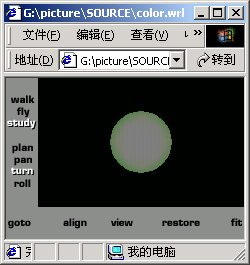 G:\picture\SOURCE\color.wrl
文件(F) 编辑(E) 查看(V) »
地址(D) G:\picture\SOURC 转到
walk
fly
study
plan
pan
turn
roll
goto align view restore fit
我的电脑